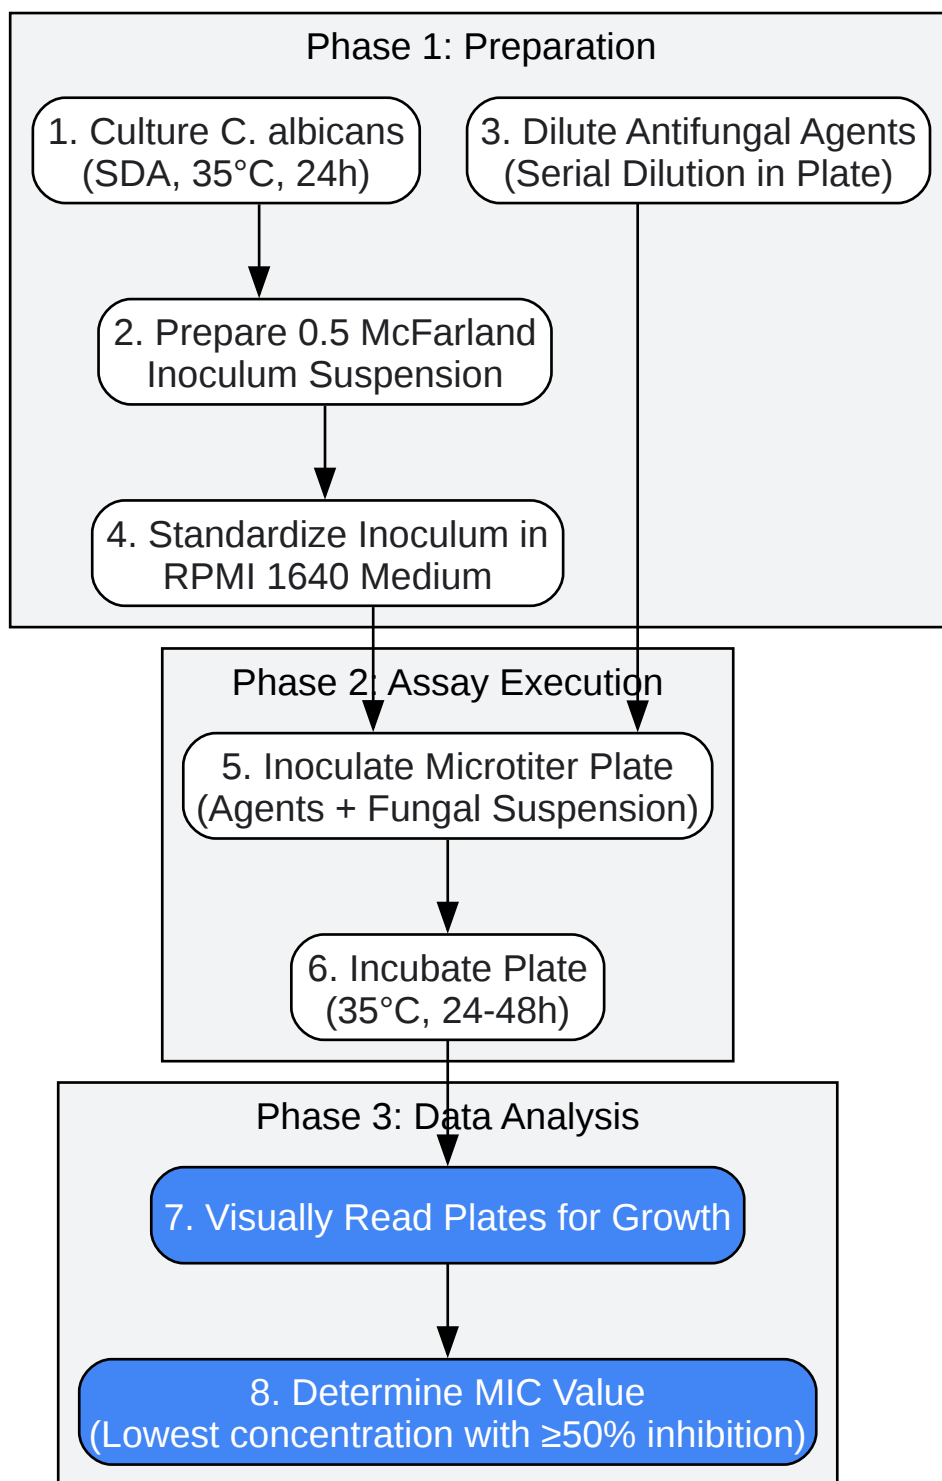 Phase 1: Preparation
1. Culture C. albicans
(SDA, 35°C, 24h)
3. Dilute Antifungal Agents
(Serial Dilution in Plate)
2. Prepare 0.5 McFarland
Inoculum Suspension
4. Standardize Inoculum in
RPMI 1640 Medium
Phase 2: Assay Execution
5. Inoculate Microtiter Plate
(Agents + Fungal Suspension)
6. Incubate Plate
(35°C, 24-48h)
Phase 3: Data Analysis
7. Visually Read Plates for Growth
8. Determine MIC Value
(Lowest concentration with ≥50% inhibition)